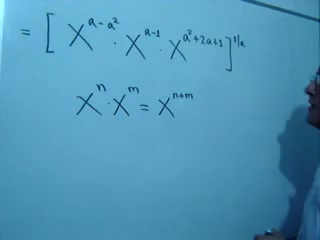 = [ X^{a-a²} · X^{a-1} · X^{a²+2a+1} ]^{1/a}
X^n · X^m = X^{n+m}